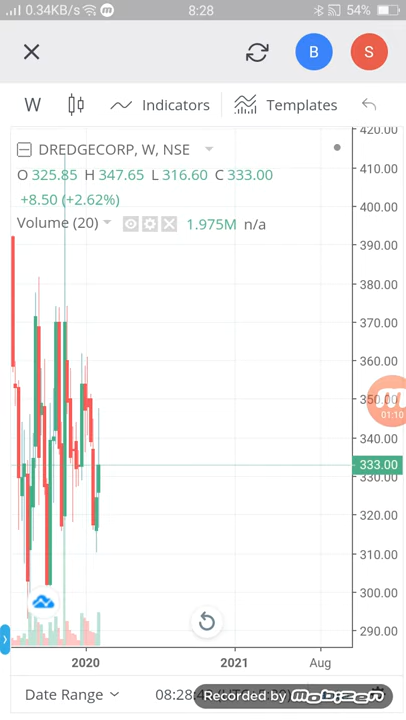 0.34KB/s 8:28 54%
B S
W Indicators Templates
DREDGECORP, W, NSE
O 325.85 H 347.65 L 316.60 C 333.00
+8.50 (+2.62%)
Volume (20) 1.975M n/a
420.00
410.00
400.00
390.00
380.00
370.00
360.00
350.00
01:10
340.00
333.00
330.00
320.00
310.00
300.00
290.00
2020 2021 Aug
Date Range 08:28:4
Recorded by mobizen